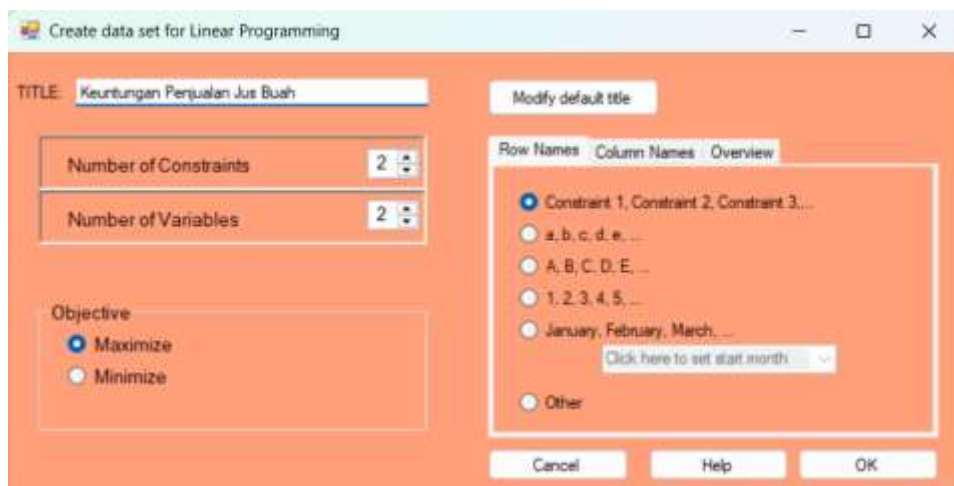 Create data set for Linear Programming
TITLE: Keuntungan Penjualan Jus Buah
Modify default title
Number of Constraints 2
Number of Variables 2
Objective
Maximize
Minimize
Row Names Column Names Overview
Constraint 1, Constraint 2, Constraint 3,...
a, b, c, d, e, ...
A, B, C, D, E, ...
1, 2, 3, 4, 5, ...
January, February, March, ...
Click here to set start month
Other
Cancel Help OK